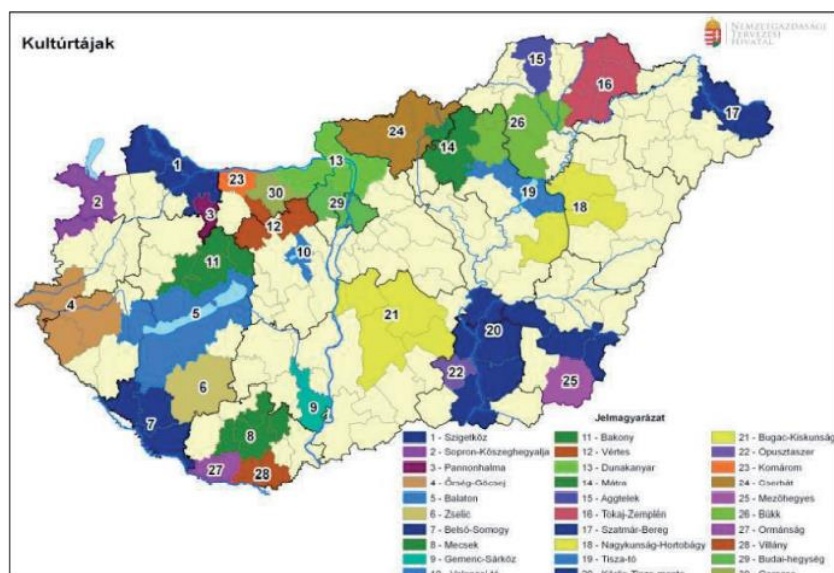 Kultúrtájak
NEMZETGAZDASÁGI
TERVEZÉSI
HIVATAL
15
16
17
24
26
14
1
13
23
2
30
3
29
19
18
12
10
11
4
5
21
20
6
22
25
9
7
8
27
28
Jelmagyarázat
1 - Szigetköz
2 - Sopron-Kőszeghegyalja
3 - Pannonhalma
4 - Őrség-Göcsej
5 - Balaton
6 - Zselic
7 - Belső-Somogy
8 - Mecsek
9 - Gemenc-Sárköz
11 - Bakony
12 - Vértes
13 - Dunakanyar
14 - Mátra
15 - Aggtelek
16 - Tokaj-Zemplén
17 - Szatmár-Bereg
18 - Nagykunság-Hortobágy
19 - Tisza-tó
21 - Bugac-Kiskunság
22 - Ópusztaszer
23 - Komárom
24 - Cserhát
25 - Mezőhegyes
26 - Bükk
27 - Ormánság
28 - Villány
29 - Budai-hegység